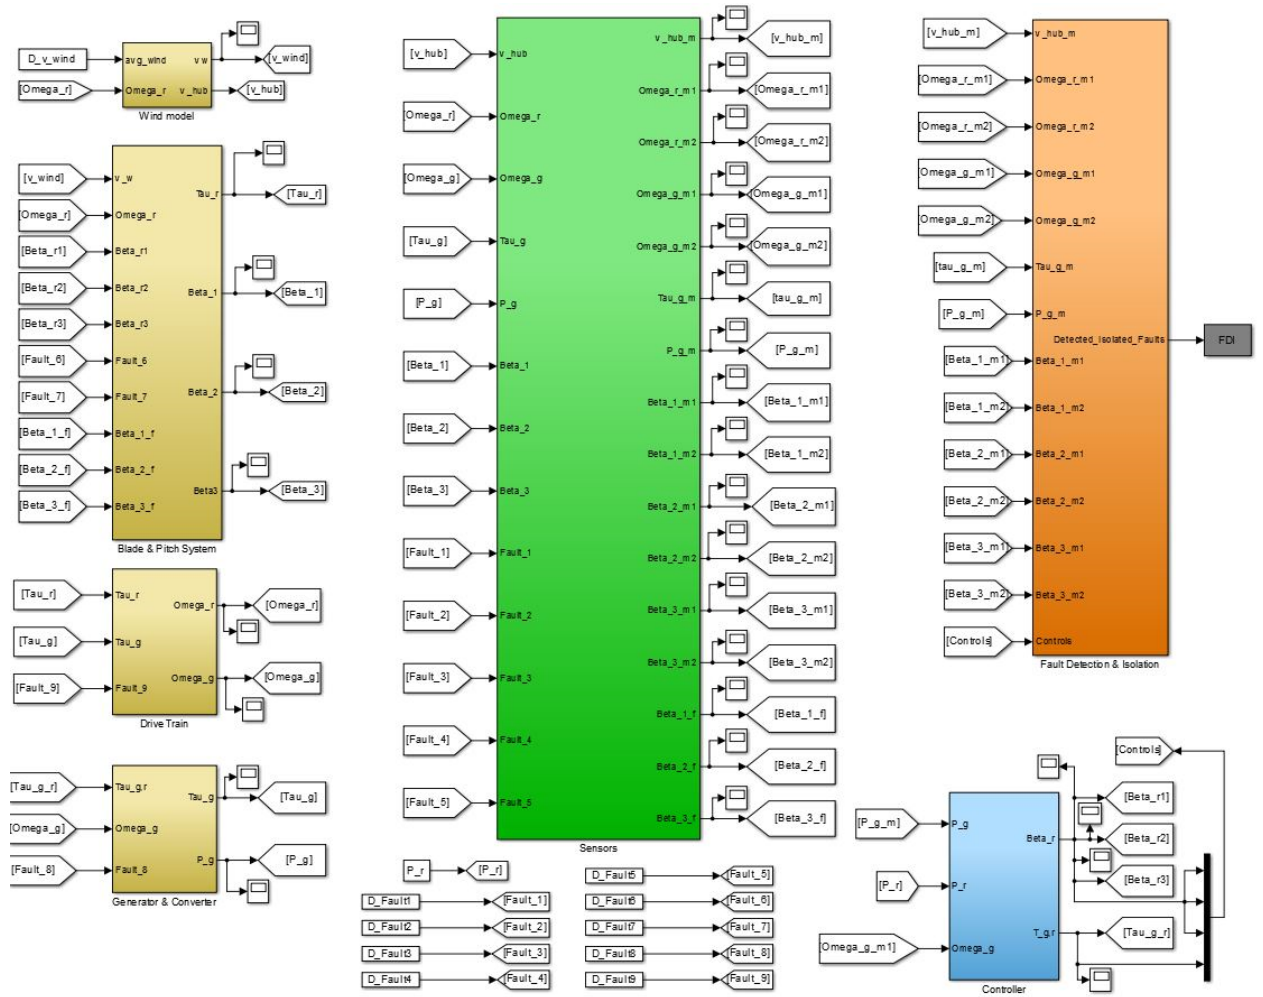 D_v_wind
[Omega_r]
avg_wind
Omega_r
v w
v_hub
[v_wind]
[v_hub]
Wind model
[v_wind]
[Omega_r]
[Beta_r1]
[Beta_r2]
[Beta_r3]
[Fault_6]
[Fault_7]
[Beta_1_f]
[Beta_2_f]
[Beta_3_f]
v_w
Omega_r
Beta_r1
Beta_r2
Beta_r3
Fault_6
Fault_7
Beta_1_f
Beta_2_f
Beta_3_f
Tau_r
Beta_1
Beta_2
Beta3
[Tau_r]
[Beta_1]
[Beta_2]
[Beta_3]
Blade & Pitch System
[Tau_r]
[Tau_g]
[Fault_9]
Tau_r
Tau_g
Fault_9
Omega_r
Omega_g
[Omega_r]
[Omega_g]
Drive Train
[Tau_g_r]
[Omega_g]
[Fault_8]
Tau_g,r
Omega_g
Fault_8
Tau_g
P_g
[Tau_g]
[P_g]
Generator & Converter
[v_hub]
[Omega_r]
[Omega_g]
[Tau_g]
[P_g]
[Beta_1]
[Beta_2]
[Beta_3]
[Fault_1]
[Fault_2]
[Fault_3]
[Fault_4]
[Fault_5]
v_hub
Omega_r
Omega_g
Tau_g
P_g
Beta_1
Beta_2
Beta_3
Fault_1
Fault_2
Fault_3
Fault_4
Fault_5
v_hub_m
Omega_r_m1
Omega_r_m2
Omega_g_m1
Omega_g_m2
Tau_g_m
P_g_m
Beta_1_m1
Beta_1_m2
Beta_2_m1
Beta_2_m2
Beta_3_m1
Beta_3_m2
Beta_1_f
Beta_2_f
Beta_3_f
[v_hub_m]
[Omega_r_m1]
[Omega_r_m2]
[Omega_g_m1]
[Omega_g_m2]
[tau_g_m]
[P_g_m]
[Beta_1_m1]
[Beta_1_m2]
[Beta_2_m1]
[Beta_2_m2]
[Beta_3_m1]
[Beta_3_m2]
[Beta_1_f]
[Beta_2_f]
[Beta_3_f]
Sensors
P_r
[P_r]
D_Fault1
[Fault_1]
D_Fault2
[Fault_2]
D_Fault3
[Fault_3]
D_Fault4
[Fault_4]
D_Fault5
[Fault_5]
D_Fault6
[Fault_6]
D_Fault7
[Fault_7]
D_Fault8
[Fault_8]
D_Fault9
[Fault_9]
[v_hub_m]
[Omega_r_m1]
[Omega_r_m2]
[Omega_g_m1]
[Omega_g_m2]
[tau_g_m]
[P_g_m]
[Beta_1_m1]
[Beta_1_m2]
[Beta_2_m1]
[Beta_2_m2]
[Beta_3_m1]
[Beta_3_m2]
[Controls]
v_hub_m
Omega_r_m1
Omega_r_m2
Omega_g_m1
Omega_g_m2
Tau_g_m
P_g_m
Beta_1_m1
Beta_1_m2
Beta_2_m1
Beta_2_m2
Beta_3_m1
Beta_3_m2
Controls
Detected_Isolated_Faults
FDI
Fault Detection & Isolation
[P_g_m]
[P_r]
[Omega_g_m1]
P_g
P_r
Omega_g
Beta_r
T_g,r
[Controls]
[Beta_r1]
[Beta_r2]
[Beta_r3]
[Tau_g_r]
Controller